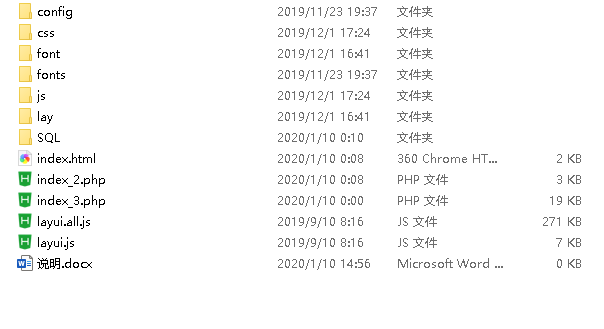 config 2019/11/23 19:37 文件夹
css 2019/12/1 17:24 文件夹
font 2019/12/1 16:41 文件夹
fonts 2019/11/23 19:37 文件夹
js 2019/12/1 17:24 文件夹
lay 2019/12/1 16:41 文件夹
SQL 2020/1/10 0:10 文件夹
index.html 2020/1/10 0:08 360 Chrome HT... 2 KB
index_2.php 2020/1/10 0:08 PHP 文件 3 KB
index_3.php 2020/1/10 0:00 PHP 文件 19 KB
layui.all.js 2019/9/10 8:16 JS 文件 271 KB
layui.js 2019/9/10 8:16 JS 文件 7 KB
说明.docx 2020/1/10 14:56 Microsoft Word ... 0 KB